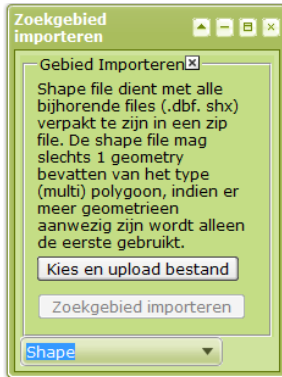 Zoekgebied
importeren
Gebied Importeren
Shape file dient met alle
bijhorende files (.dbf. shx)
verpakt te zijn in een zip
file. De shape file mag
slechts 1 geometry
bevatten van het type
(multi) polygoon, indien er
meer geometrieen
aanwezig zijn wordt alleen
de eerste gebruikt.
Kies en upload bestand
Zoekgebied importeren
Shape